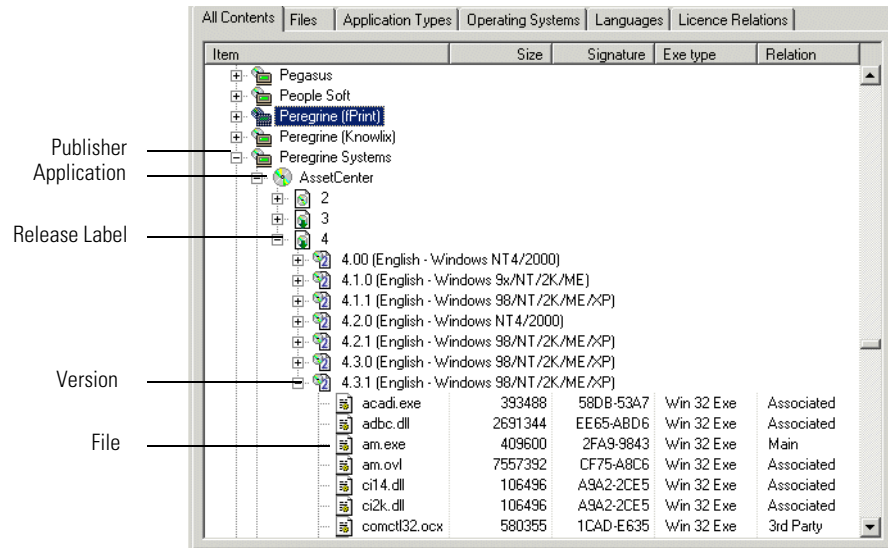 All Contents Files Application Types Operating Systems Languages Licence Relations
Item Size Signature Exe type Relation
Pegasus
People Soft
Peregrine (fPrint)
Peregrine (Knowlix)
Publisher Peregrine Systems
Application AssetCenter
2
3
Release Label 4
4.00 (English - Windows NT4/2000)
4.1.0 (English - Windows 9x/NT/2K/ME)
4.1.1 (English - Windows 98/NT/2K/ME/XP)
4.2.0 (English - Windows NT4/2000)
4.2.1 (English - Windows 98/NT/2K/ME/XP)
4.3.0 (English - Windows 98/NT/2K/ME/XP)
Version 4.3.1 (English - Windows 98/NT/2K/ME/XP)
acadi.exe 393488 58DB-53A7 Win 32 Exe Associated
adbc.dll 2691344 EE65-ABD6 Win 32 Exe Associated
File am.exe 409600 2FA9-9843 Win 32 Exe Main
am.ovl 7557392 CF75-A8C6 Win 32 Exe Associated
ci14.dll 106496 A9A2-2CE5 Win 32 Exe Associated
ci2k.dll 106496 A9A2-2CE5 Win 32 Exe Associated
comctl32.ocx 580355 1CAD-E635 Win 32 Exe 3rd Party